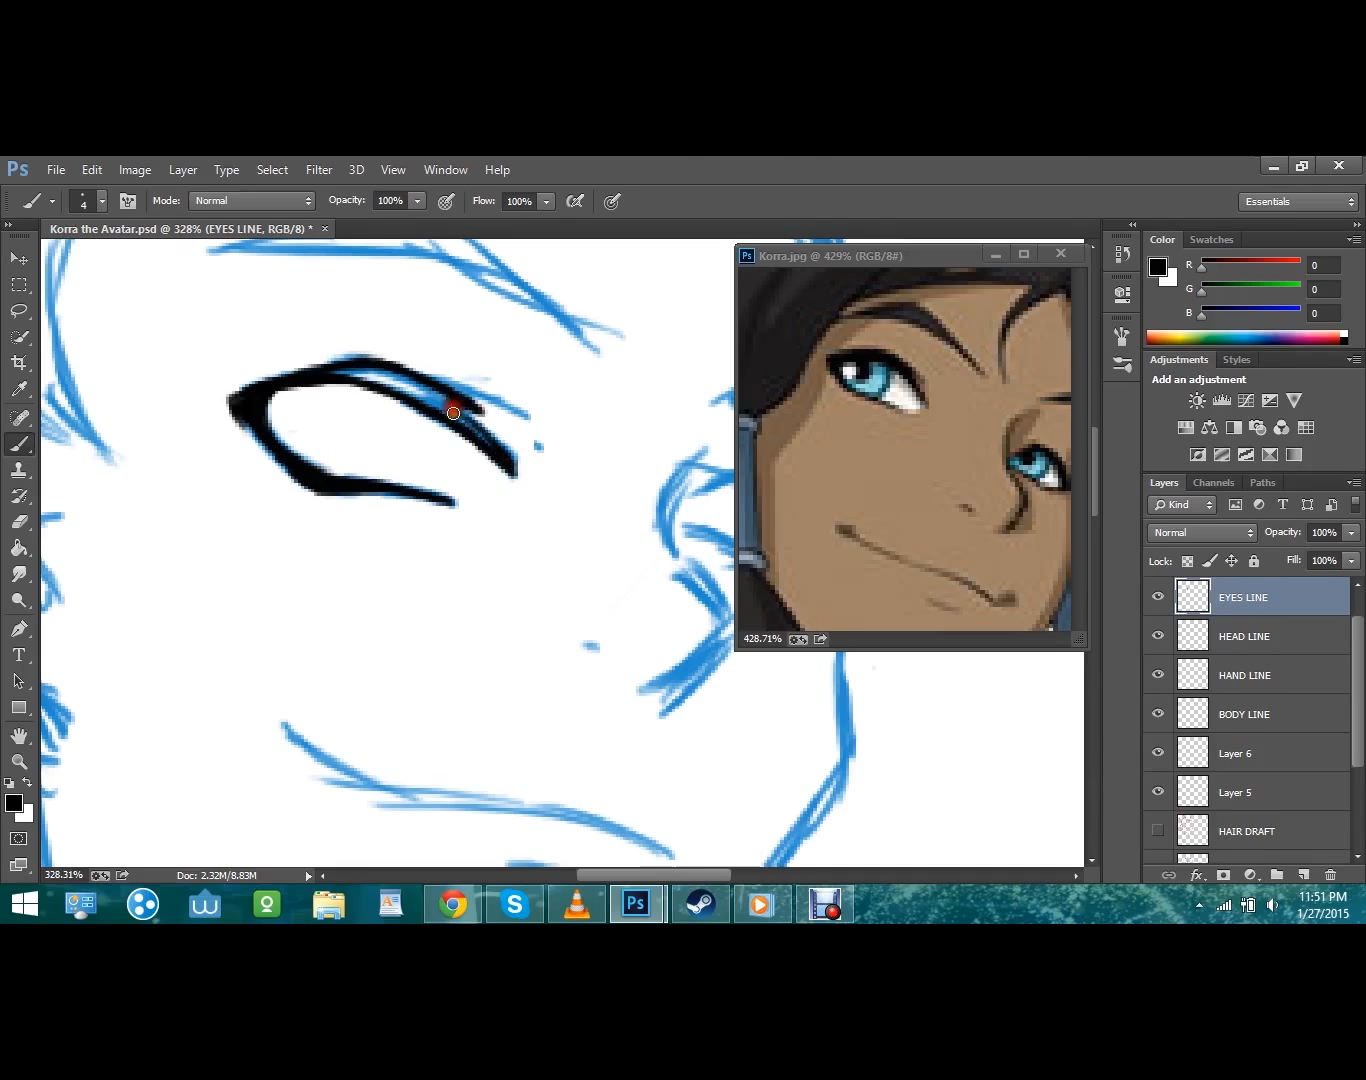 Ps File Edit Image Layer Type Select Filter 3D View Window Help
4 Mode: Normal Opacity: 100% Flow: 100% Essentials
Korra the Avatar.psd @ 328% (EYES LINE, RGB/8) * ×
Ps Korra.jpg @ 429% (RGB/8#)
428.71%
Color Swatches
R 0
G 0
B 0
Adjustments Styles
Add an adjustment
Layers Channels Paths
Kind T
Normal Opacity: 100%
Lock: Fill: 100%
EYES LINE
HEAD LINE
HAND LINE
BODY LINE
Layer 6
Layer 5
HAIR DRAFT
T
328.31% Doc: 2.32M/8.83M
fx
S Ps
11:51 PM
1/27/2015